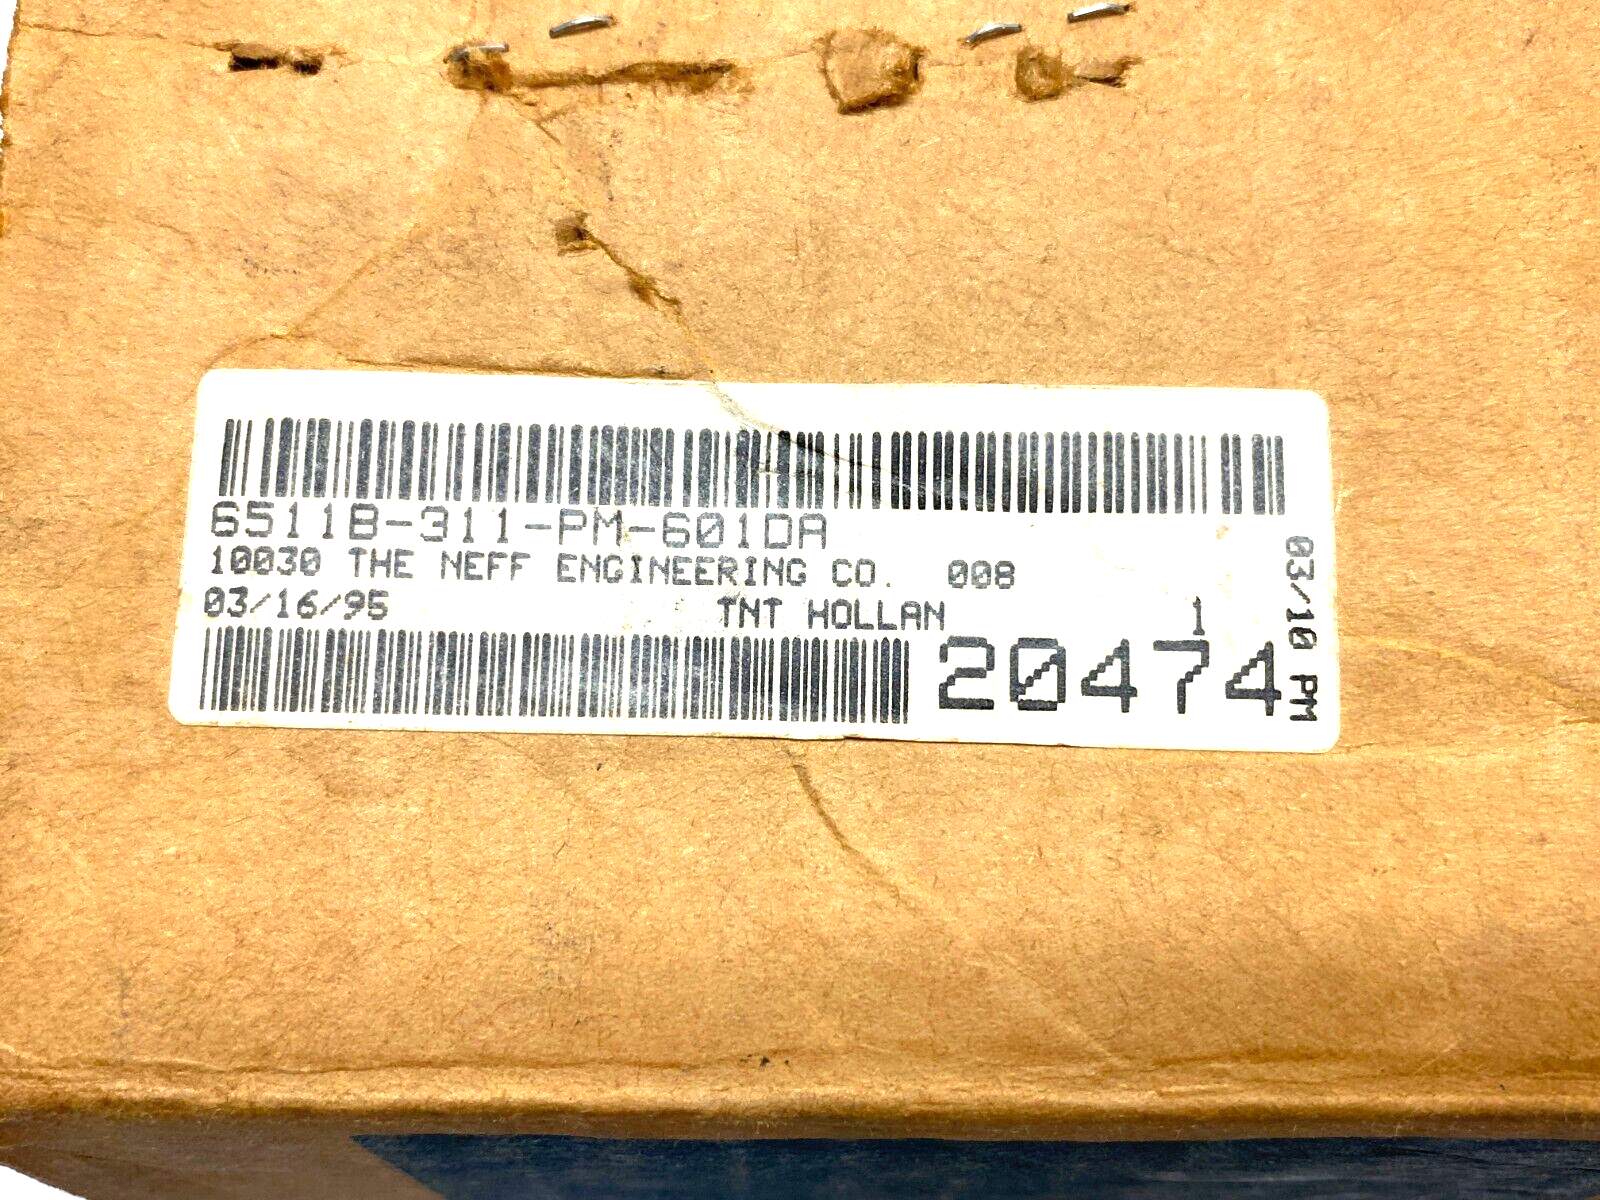 6511B-311-PM-601DA
10030 THE NEFF ENGINEERING CO. 008
03/16/95 TNT HOLLAN 1
20474
03/10 PM